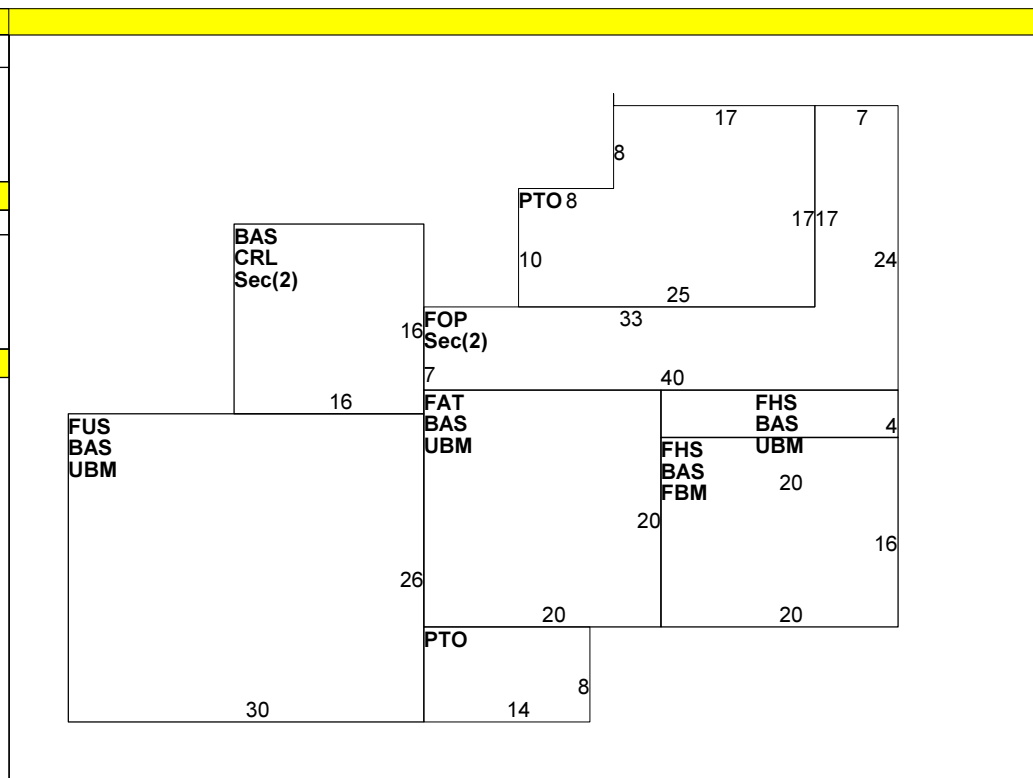 17
7
8
PTO 8
17 17
BAS
CRL
Sec(2)
10
24
25
FOP
33
Sec(2)
16
7
40
16
FAT
BAS
UBM
FHS
BAS
UBM
4
FUS
BAS
UBM
FHS
BAS
FBM
20
20
16
26
20
20
PTO
8
30
14